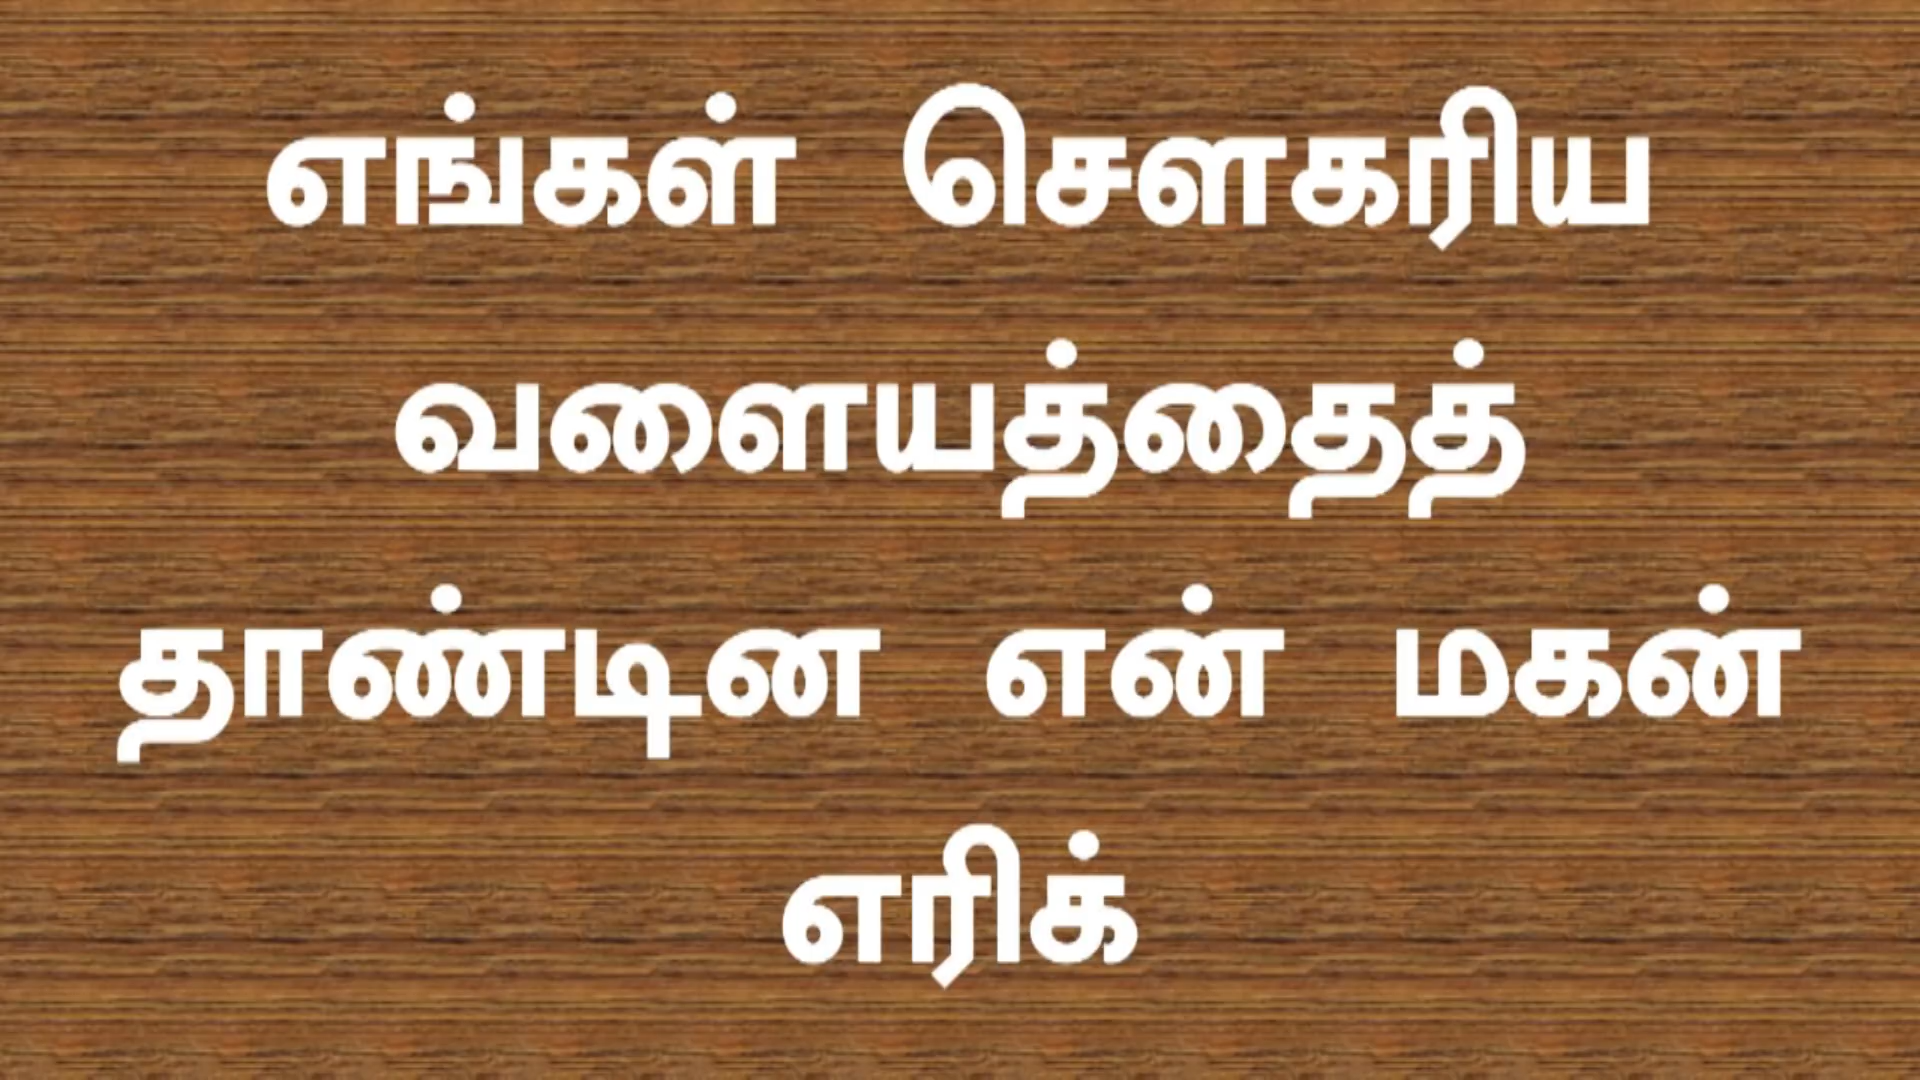 எங்கள் சௌகரிய
வளையத்தைத்
தாண்டின என் மகன்
எரிக்